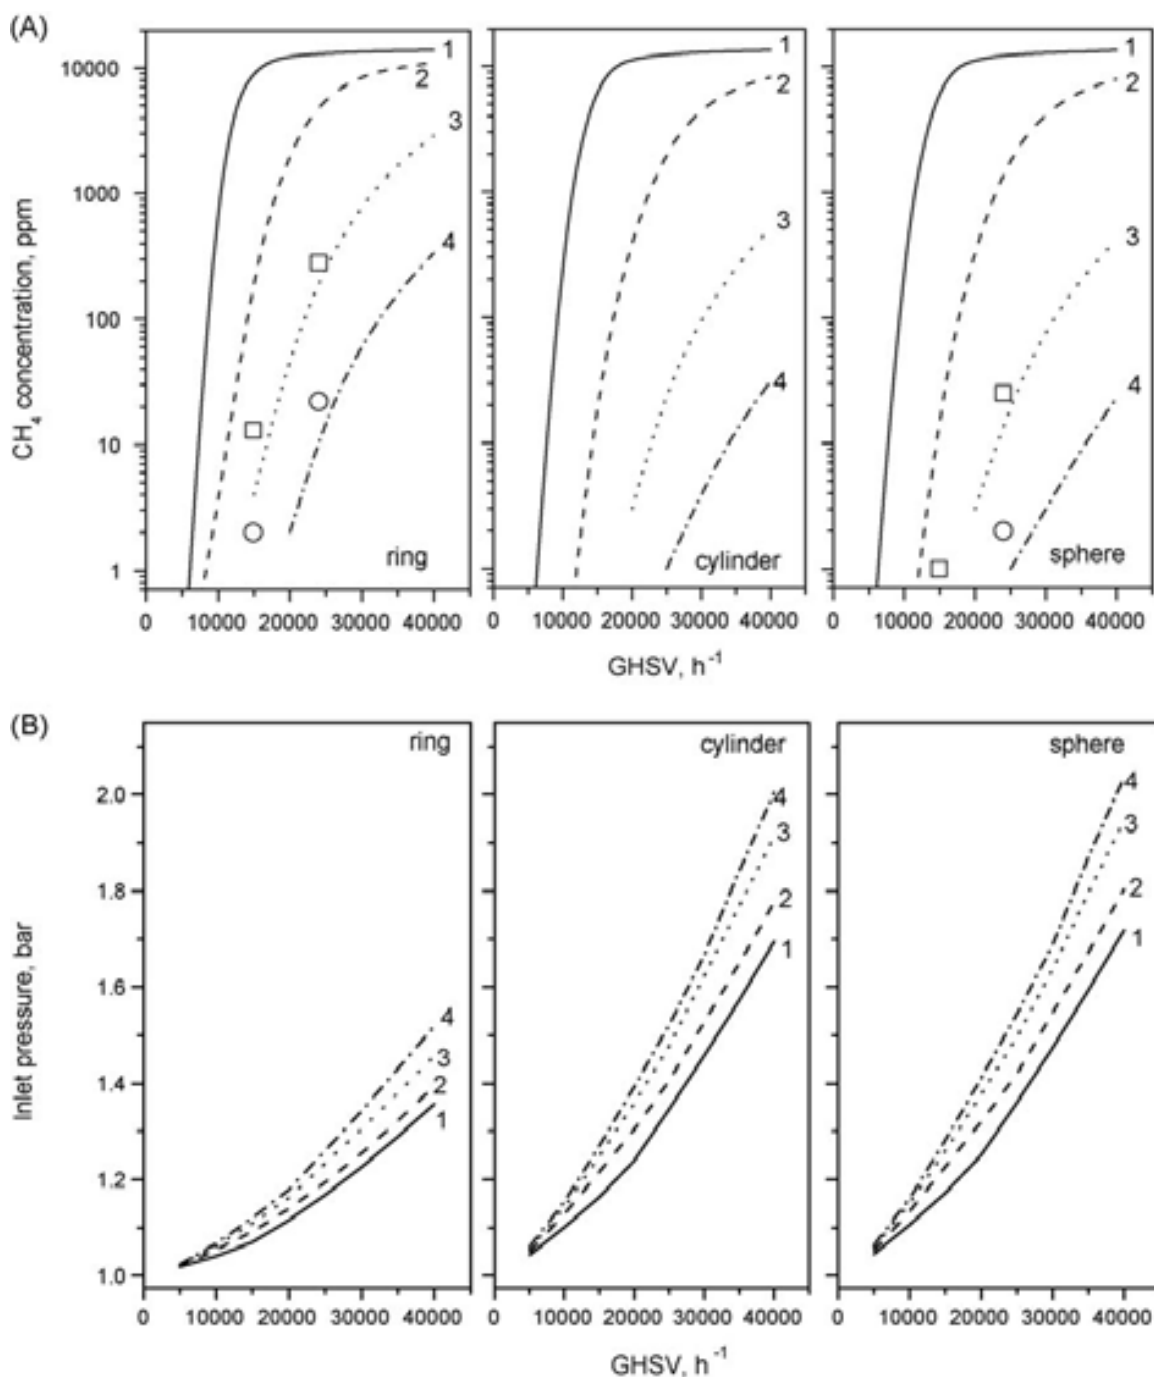 (A)
CH₄ concentration, ppm
10000
1000
100
10
1
1
2
3
4
ring
0 10000 20000 30000 40000
1
2
3
4
cylinder
0 10000 20000 30000 40000
1
2
3
4
sphere
0 10000 20000 30000 40000
GHSV, h⁻¹
(B)
Inlet pressure, bar
2.0
1.8
1.6
1.4
1.2
1.0
ring
4
3
2
1
0 10000 20000 30000 40000
cylinder
4
3
2
1
0 10000 20000 30000 40000
sphere
4
3
2
1
0 10000 20000 30000 40000
GHSV, h⁻¹